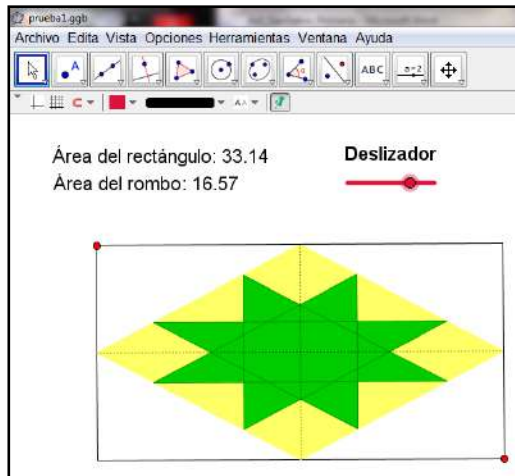 prueba1.ggb
Archivo Edita Vista Opciones Herramientas Ventana Ayuda
A
ABC
a=2
Área del rectángulo: 33.14
Deslizador
Área del rombo: 16.57